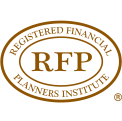 REGISTERED FINANCIAL
RFP
PLANNERS INSTITUTE
®